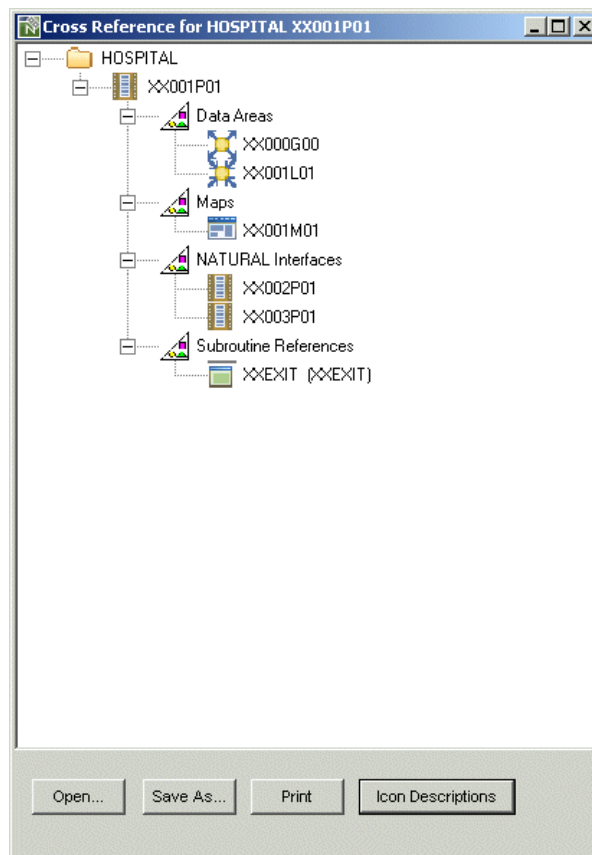 Cross Reference for HOSPITAL XX001P01
HOSPITAL
XX001P01
Data Areas
XX000G00
XX001L01
Maps
XX001M01
NATURAL Interfaces
XX002P01
XX003P01
Subroutine References
XXEXIT (XXEXIT)
Open... Save As... Print Icon Descriptions